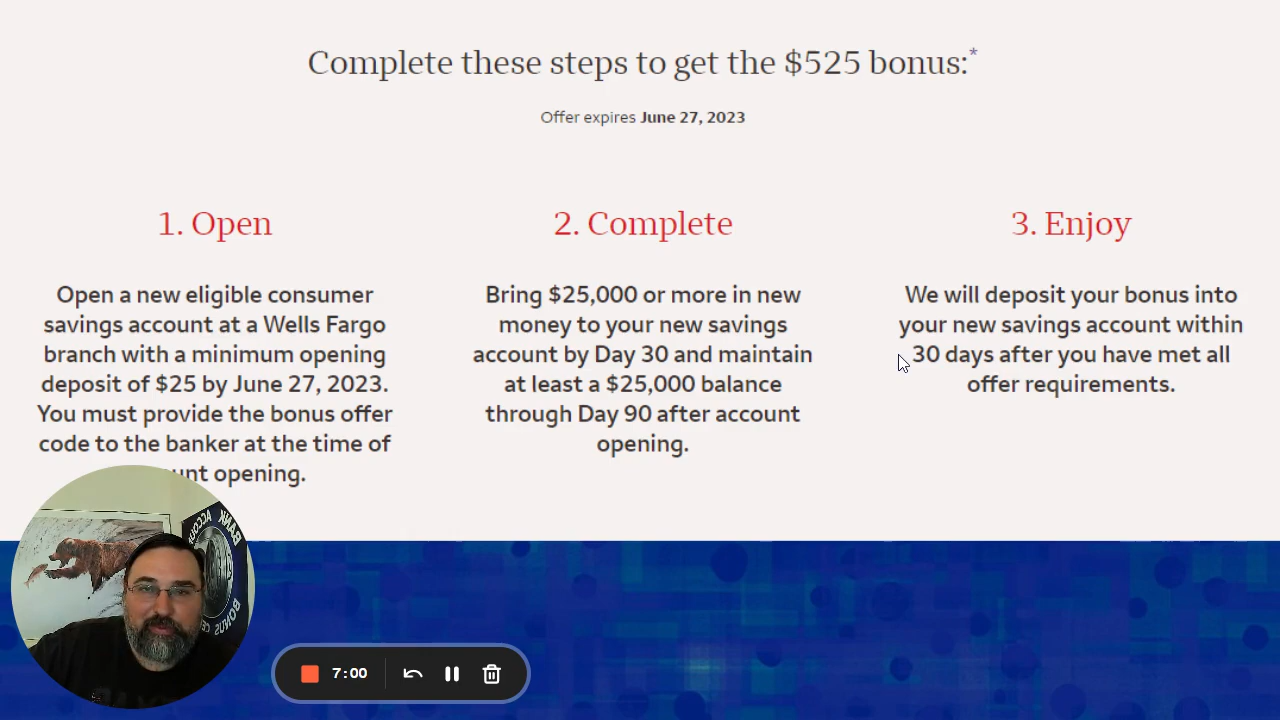 Complete these steps to get the $525 bonus:*
Offer expires June 27, 2023
1. Open
Open a new eligible consumer
savings account at a Wells Fargo
branch with a minimum opening
deposit of $25 by June 27, 2023.
You must provide the bonus offer
code to the banker at the time of
unt opening.
2. Complete
Bring $25,000 or more in new
money to your new savings
account by Day 30 and maintain
at least a $25,000 balance
through Day 90 after account
opening.
3. Enjoy
We will deposit your bonus into
your new savings account within
30 days after you have met all
offer requirements.
BANK
ACCOU
BONUS CE
7:00